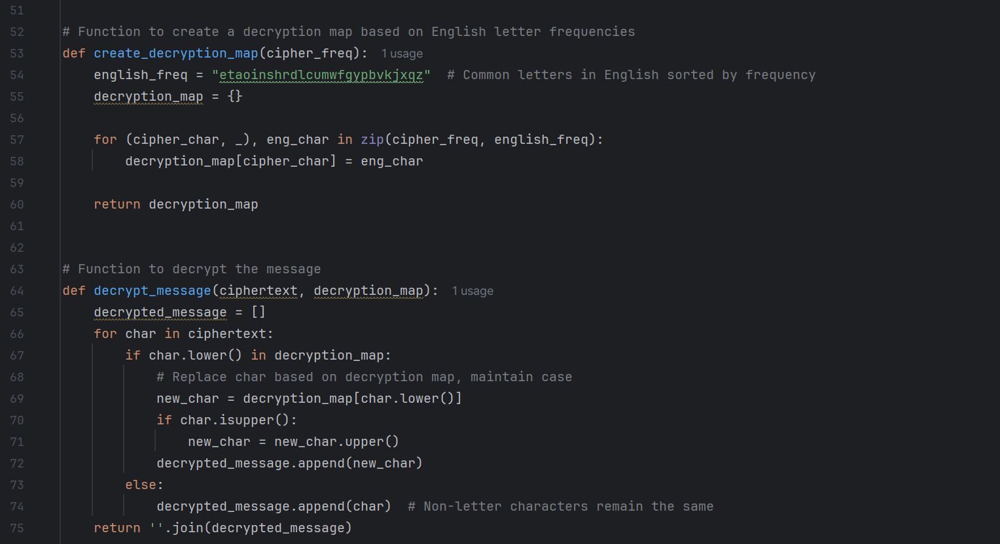 51
52 # Function to create a decryption map based on English letter frequencies
53 def create_decryption_map(cipher_freq): 1 usage
54     english_freq = "etaoinshrdlcumwfgypbvkjxqz"  # Common letters in English sorted by frequency
55     decryption_map = {}
56
57     for (cipher_char, _), eng_char in zip(cipher_freq, english_freq):
58         decryption_map[cipher_char] = eng_char
59
60     return decryption_map
61
62
63 # Function to decrypt the message
64 def decrypt_message(ciphertext, decryption_map): 1 usage
65     decrypted_message = []
66     for char in ciphertext:
67         if char.lower() in decryption_map:
68             # Replace char based on decryption map, maintain case
69             new_char = decryption_map[char.lower()]
70             if char.isupper():
71                 new_char = new_char.upper()
72             decrypted_message.append(new_char)
73         else:
74             decrypted_message.append(char)  # Non-letter characters remain the same
75     return ''.join(decrypted_message)